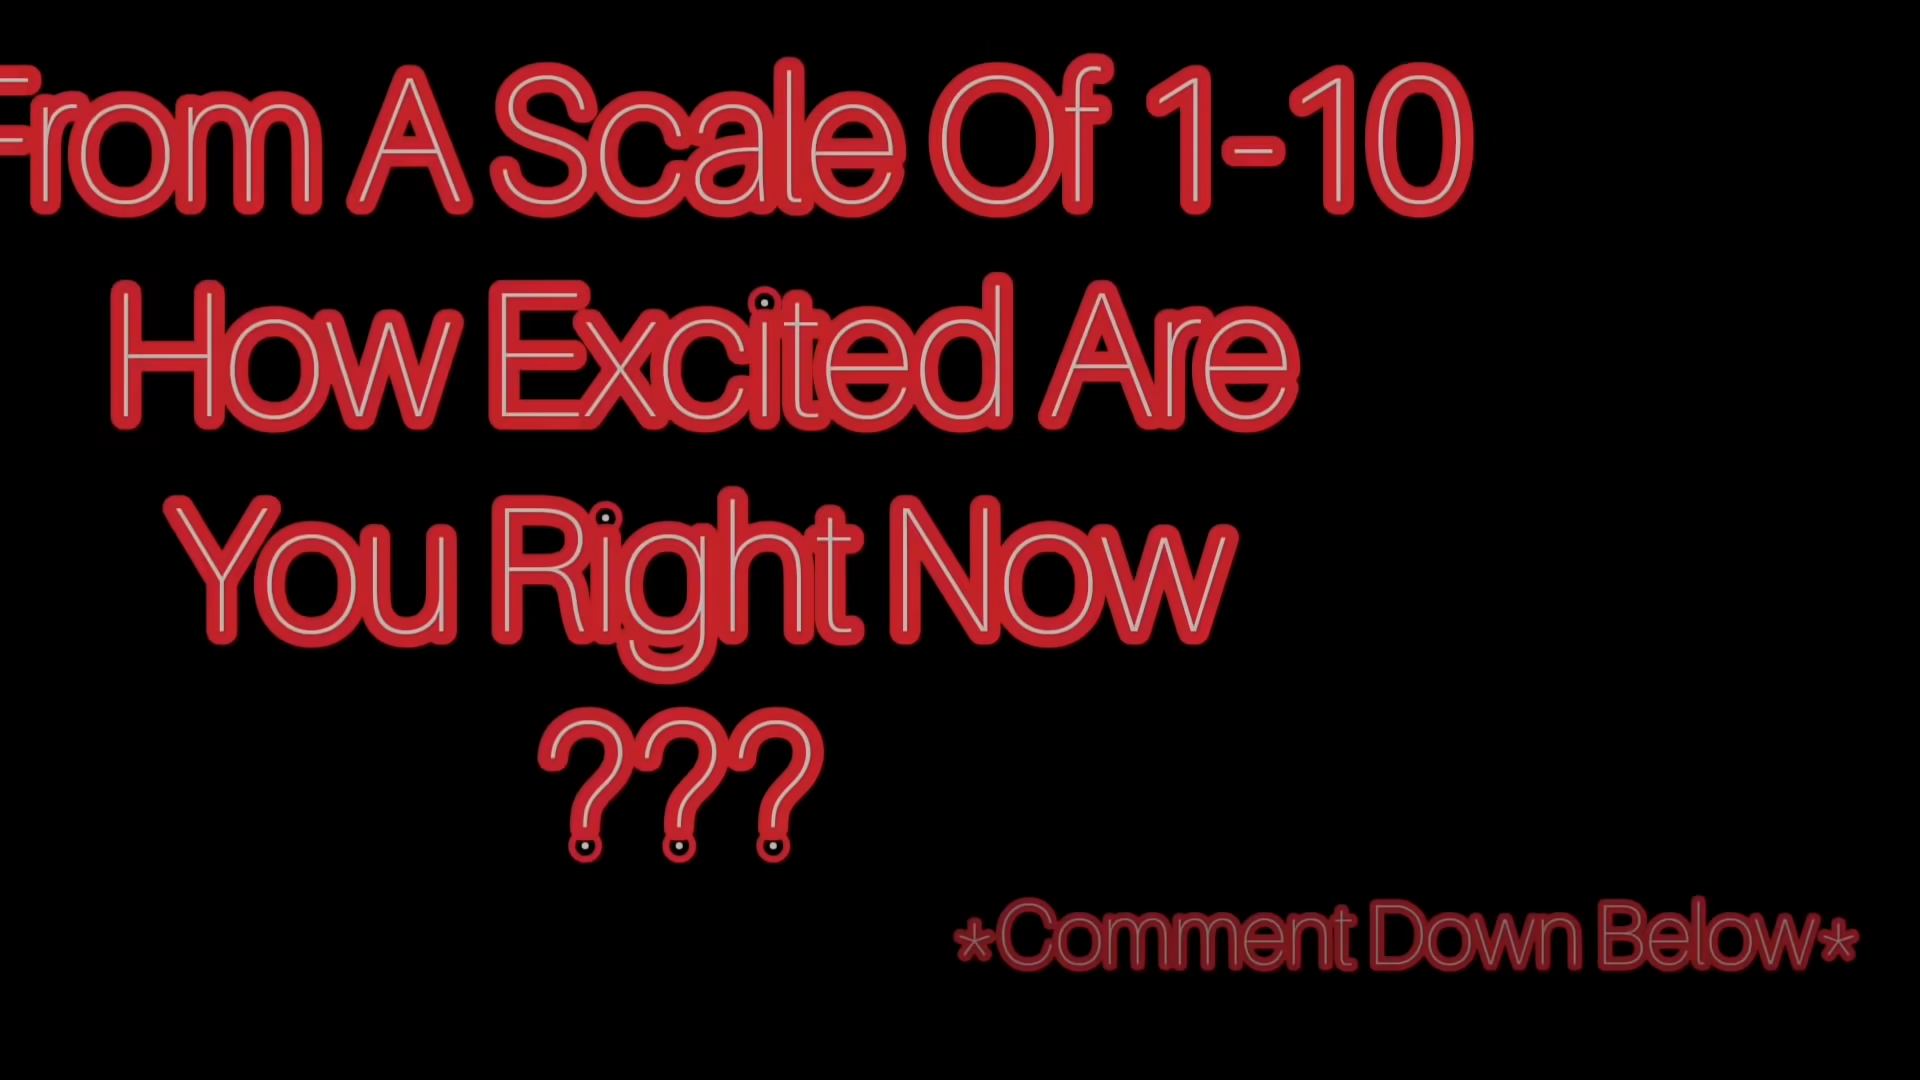 From A Scale Of 1-10
How Excited Are
You Right Now
???
*Comment Down Below*